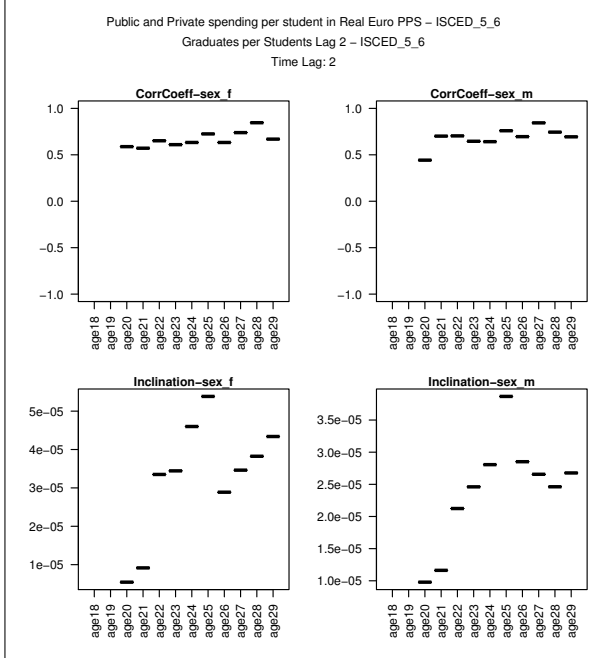 Public and Private spending per student in Real Euro PPS − ISCED_5_6
Graduates per Students Lag 2 − ISCED_5_6
Time Lag: 2
CorrCoeff−sex_f
1.0
0.5
0.0
−0.5
−1.0
age18
age19
age20
age21
age22
age23
age24
age25
age26
age27
age28
age29
CorrCoeff−sex_m
1.0
0.5
0.0
−0.5
−1.0
age18
age19
age20
age21
age22
age23
age24
age25
age26
age27
age28
age29
Inclination−sex_f
5e−05
4e−05
3e−05
2e−05
1e−05
age18
age19
age20
age21
age22
age23
age24
age25
age26
age27
age28
age29
Inclination−sex_m
3.5e−05
3.0e−05
2.5e−05
2.0e−05
1.5e−05
1.0e−05
age18
age19
age20
age21
age22
age23
age24
age25
age26
age27
age28
age29